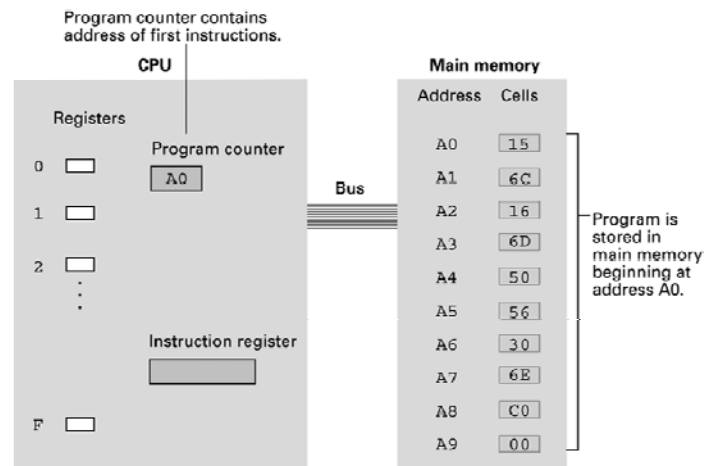 Program counter contains
address of first instructions.
CPU
Registers
0
1
2
F
Program counter
A0
Instruction register
Bus
Main memory
Address Cells
A0 15
A1 6C
A2 16
A3 6D
A4 50
A5 56
A6 30
A7 6E
A8 C0
A9 00
Program is
stored in
main memory
beginning at
address A0.